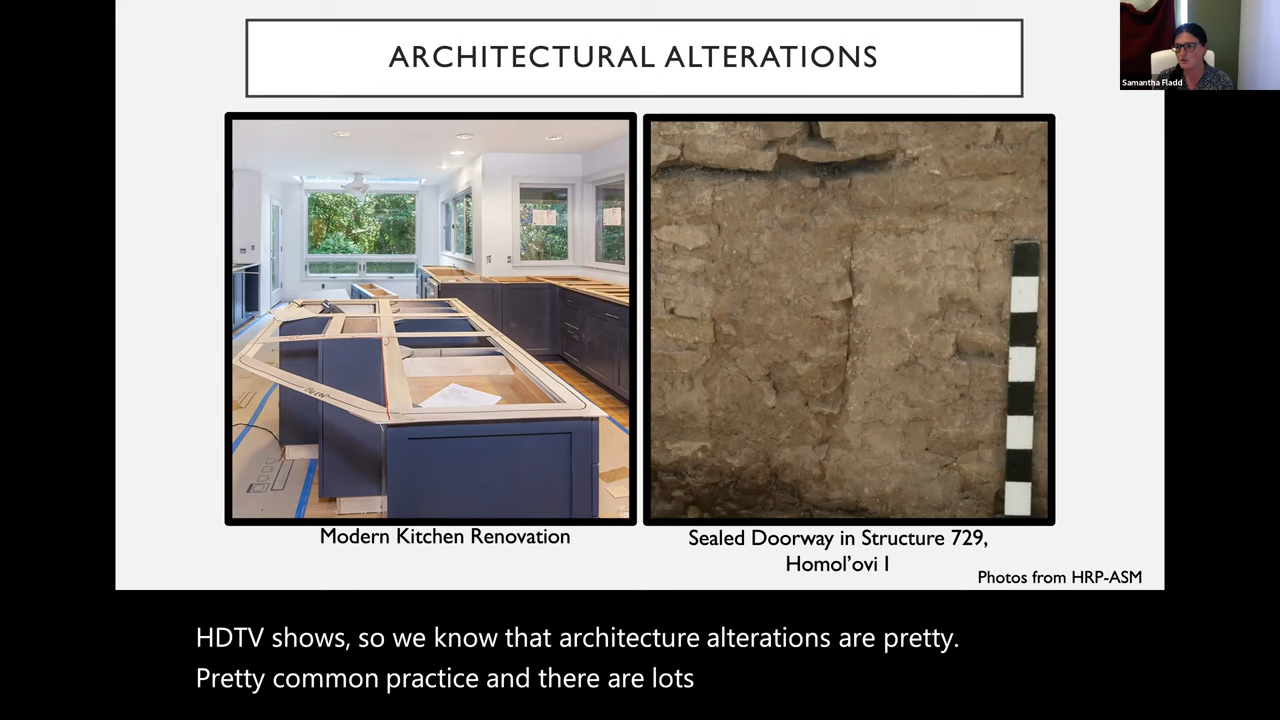 ARCHITECTURAL ALTERATIONS
Samantha Fladd
Modern Kitchen Renovation
Sealed Doorway in Structure 729,
Homol’ovi I
Photos from HRP-ASM
HDTV shows, so we know that architecture alterations are pretty.
Pretty common practice and there are lots